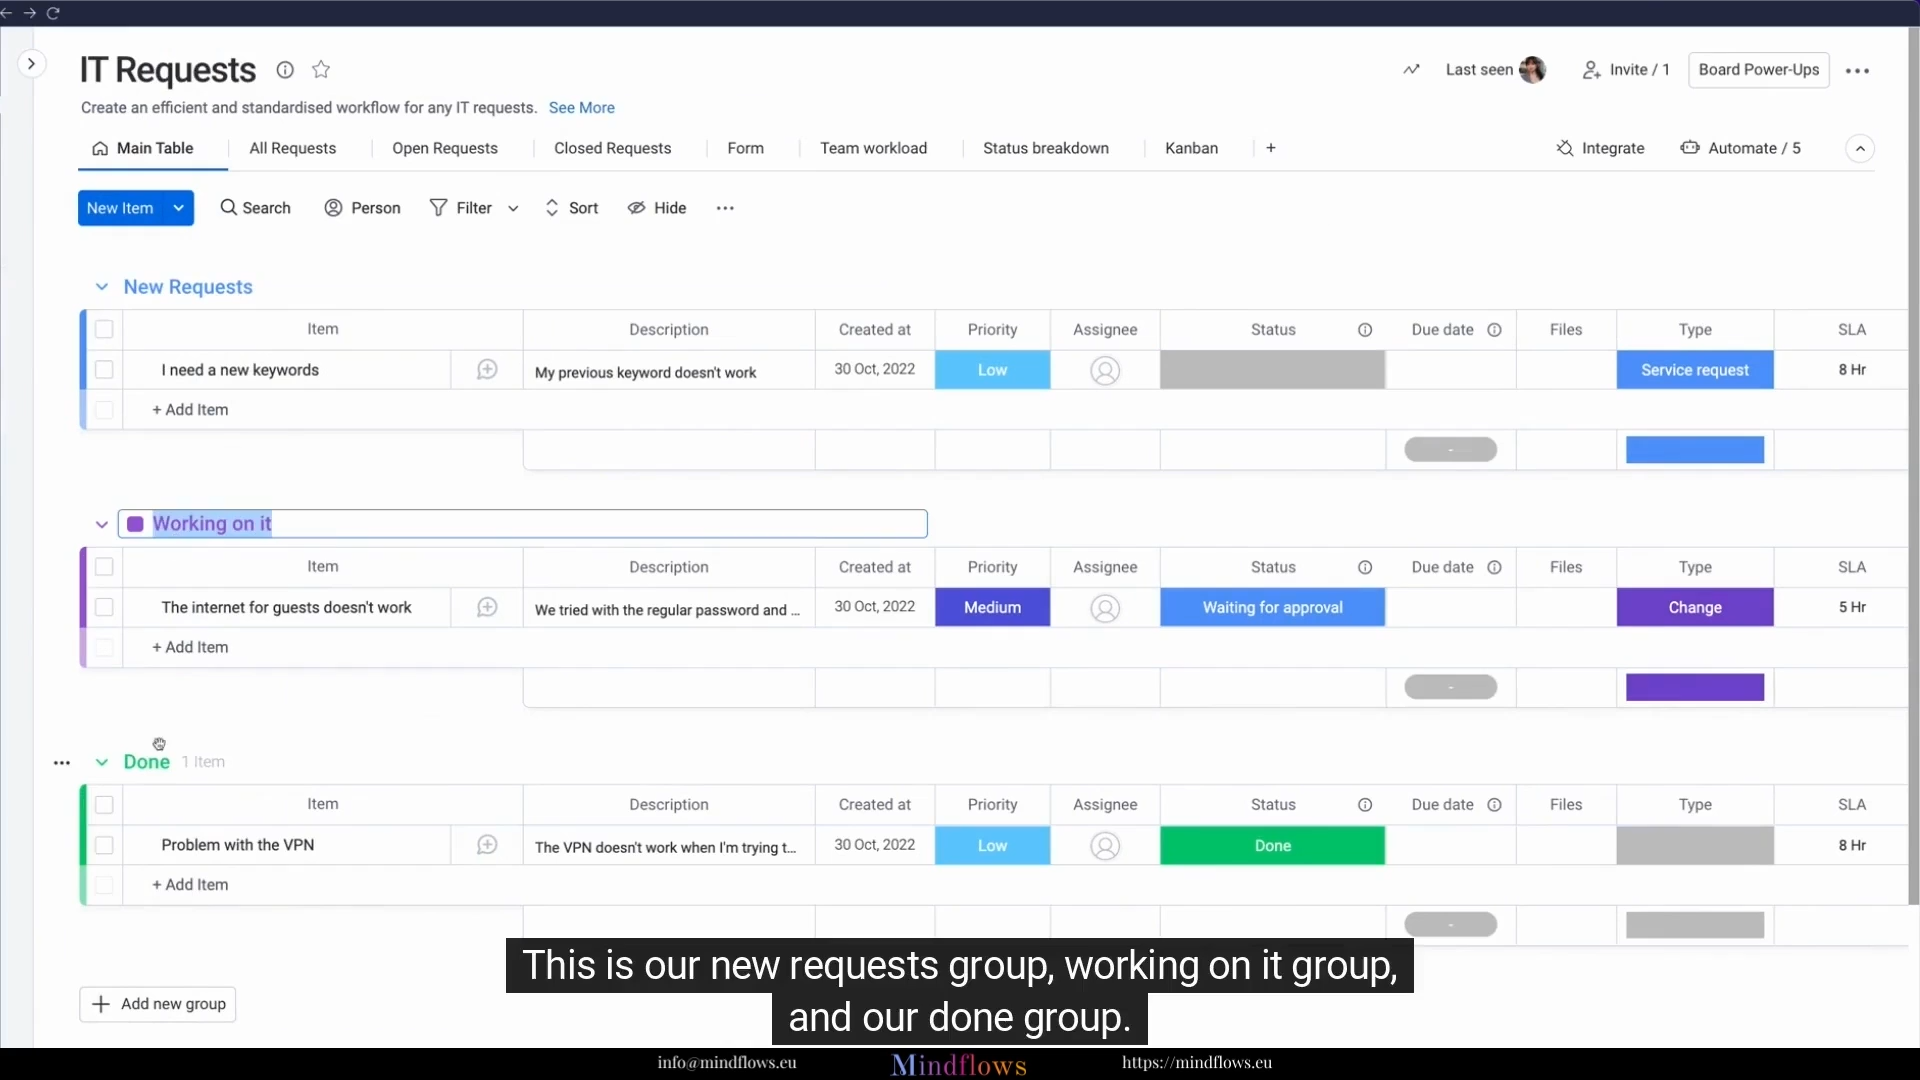 IT Requests
Last seen
Invite / 1
Board Power-Ups
Create an efficient and standardised workflow for any IT requests. See More
Main Table
All Requests
Open Requests
Closed Requests
Form
Team workload
Status breakdown
Kanban
+
Integrate
Automate / 5
New Item
Search
Person
Filter
Sort
Hide
New Requests
Item Description Created at Priority Assignee Status Due date Files Type SLA
I need a new keywords My previous keyword doesn't work 30 Oct, 2022 Low Service request 8 Hr
+ Add Item
-
Working on it
Item Description Created at Priority Assignee Status Due date Files Type SLA
The internet for guests doesn't work We tried with the regular password and ... 30 Oct, 2022 Medium Waiting for approval Change 5 Hr
+ Add Item
-
Done 1 Item
Item Description Created at Priority Assignee Status Due date Files Type SLA
Problem with the VPN The VPN doesn't work when I'm trying t... 30 Oct, 2022 Low Done 8 Hr
+ Add Item
-
Add new group
This is our new requests group, working on it group,
and our done group.
info@mindflows.eu Mindflows https://mindflows.eu